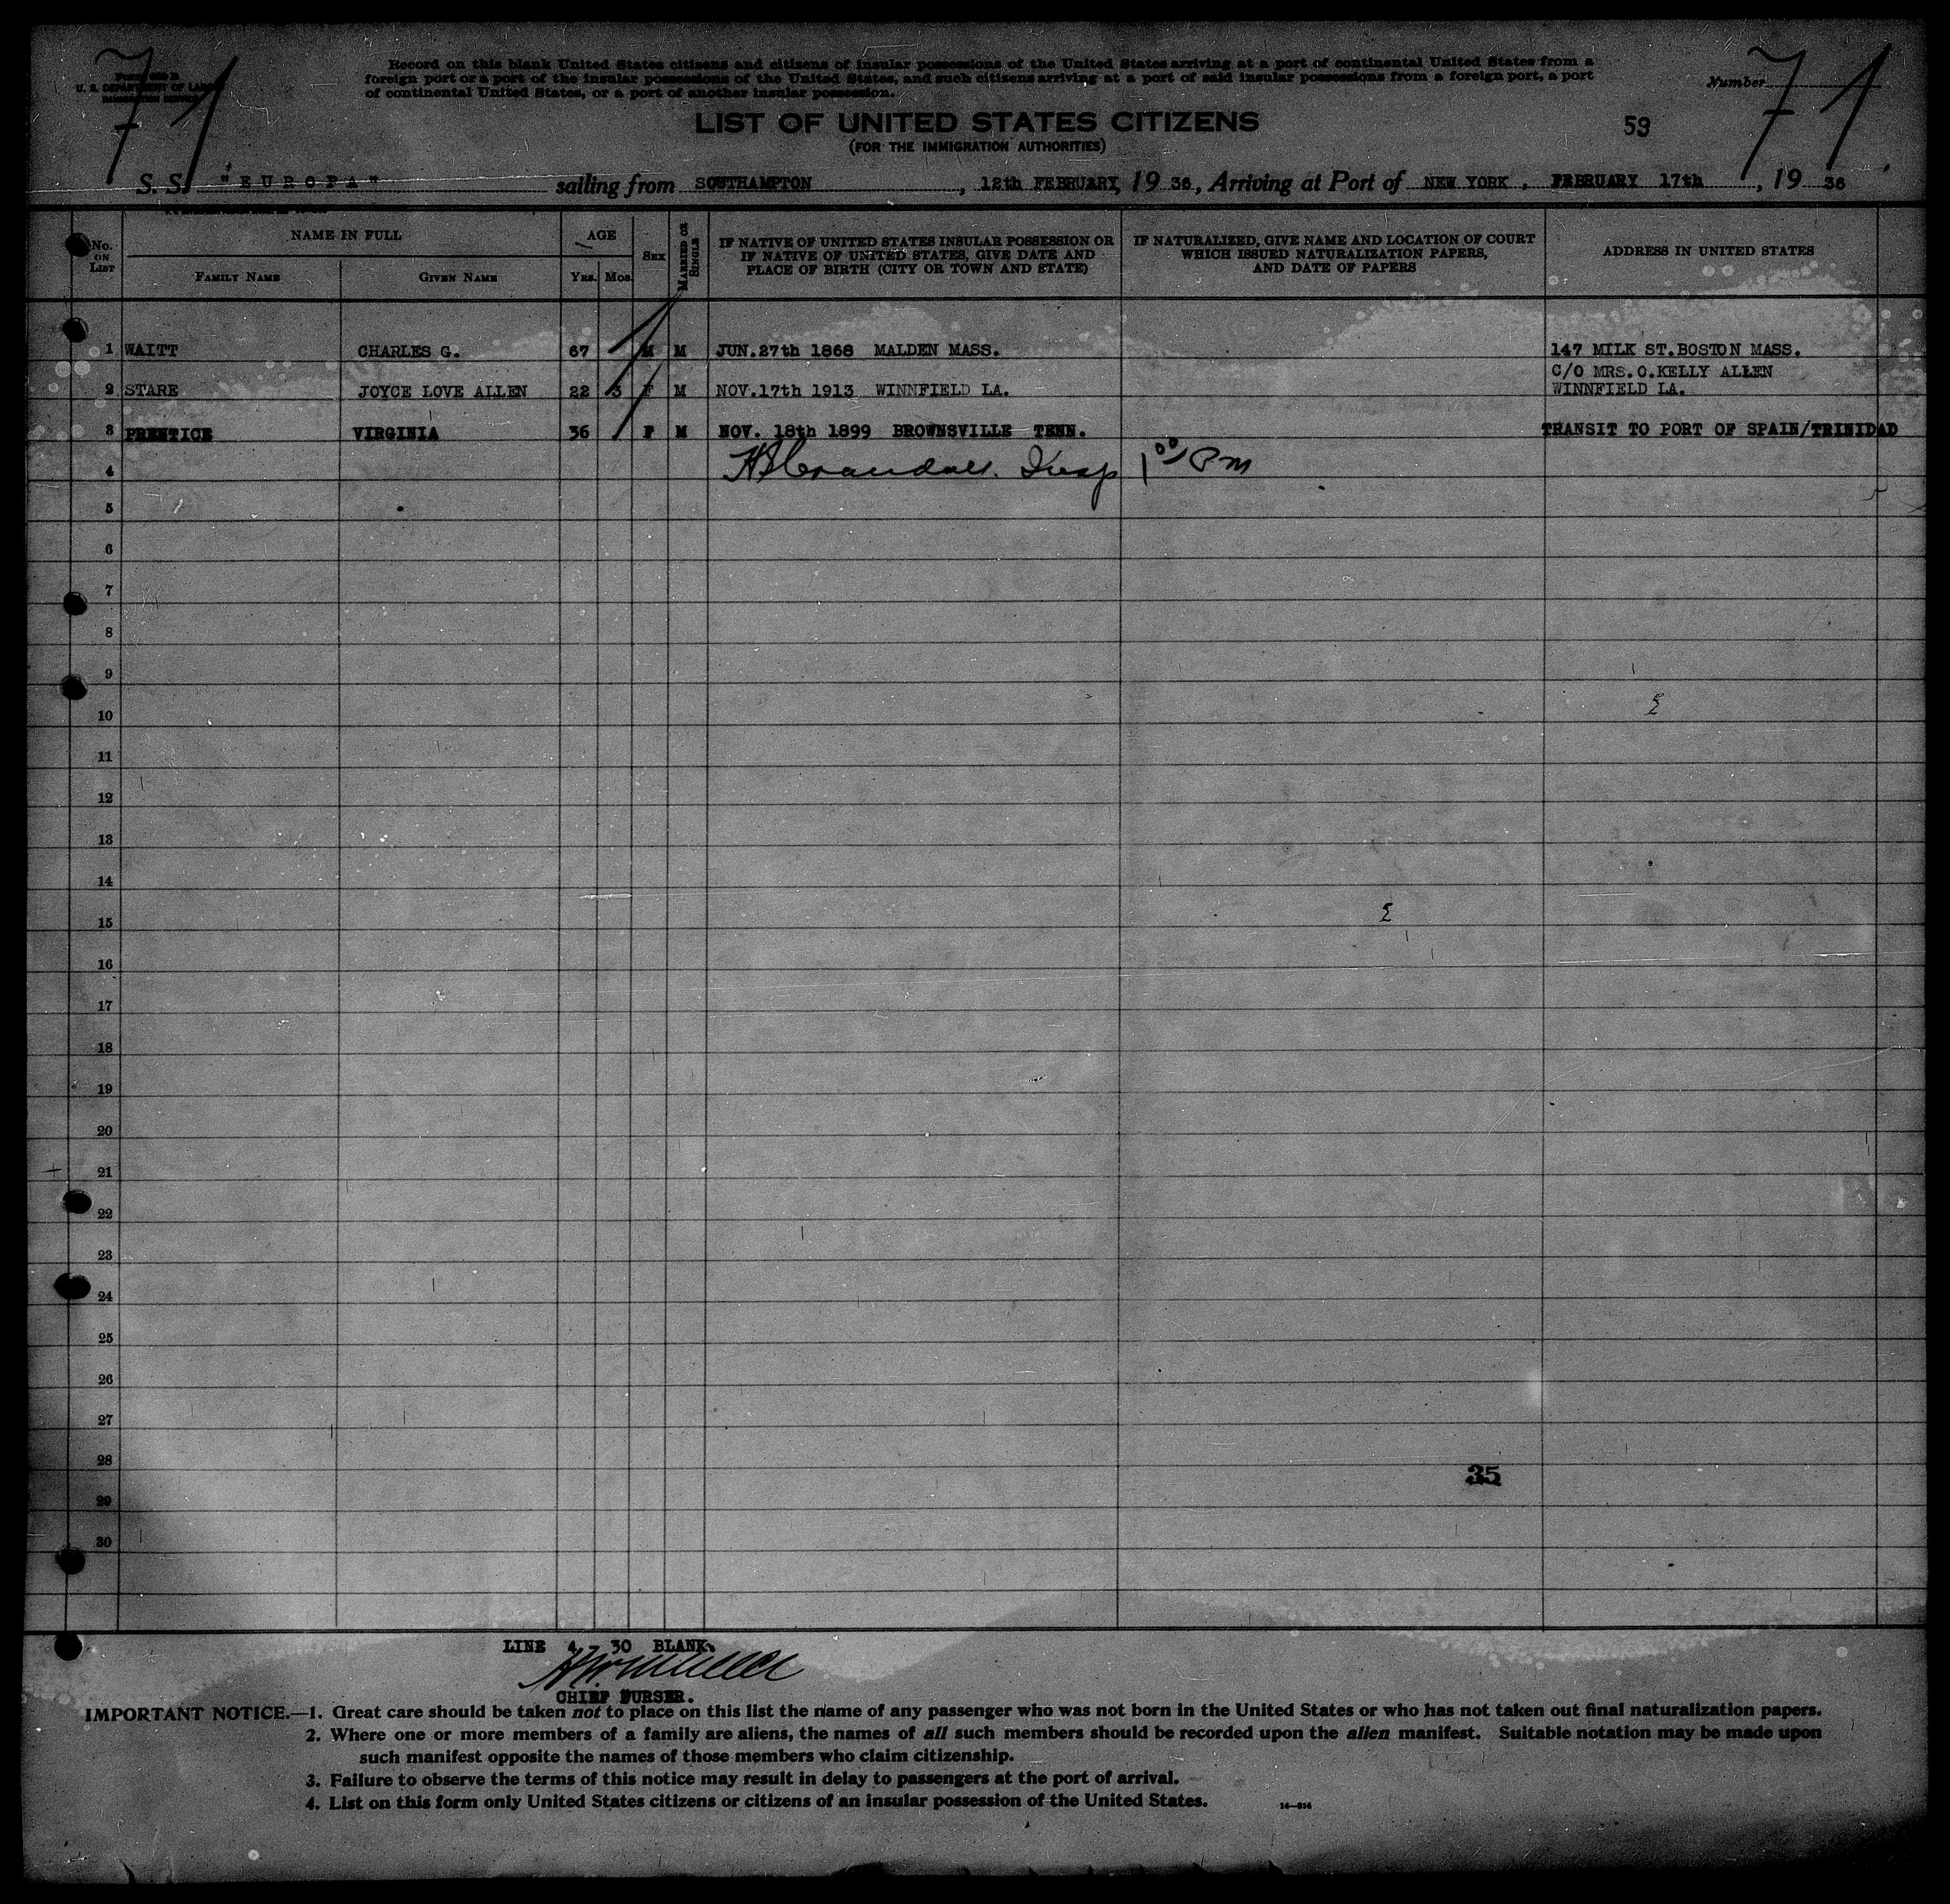 71
Form 630 B
U. S. DEPARTMENT OF LABOR
IMMIGRATION SERVICE
Record on this blank United States citizens and citizens of insular possessions of the United States arriving at a port of continental United States from a
foreign port or a port of the insular possessions of the United States, and such citizens arriving at a port of said insular possessions from a foreign port, a port
of continental United States, or a port of another insular possession.
Number 71
LIST OF UNITED STATES CITIZENS
(FOR THE IMMIGRATION AUTHORITIES)
59
S. S. "EUROPA" sailing from SOUTHAMPTON, 12th FEBRUARY, 19 36, Arriving at Port of NEW YORK, FEBRUARY 17th, 19 36
No. ON LIST
NAME IN FULL
FAMILY NAME
GIVEN NAME
AGE
YRS. MOS.
SEX
MARRIED OR SINGLE
IF NATIVE OF UNITED STATES INSULAR POSSESSION OR
IF NATIVE OF UNITED STATES, GIVE DATE AND
PLACE OF BIRTH (CITY OR TOWN AND STATE)
IF NATURALIZED, GIVE NAME AND LOCATION OF COURT
WHICH ISSUED NATURALIZATION PAPERS,
AND DATE OF PAPERS
ADDRESS IN UNITED STATES
1 WAITT CHARLES G. 67 M M JUN.27th 1868 MALDEN MASS. 147 MILK ST.BOSTON MASS.
C/O MRS.O.KELLY ALLEN
2 STARE JOYCE LOVE ALLEN 22 3 F M NOV.17th 1913 WINNFIELD LA. WINNFIELD LA.
3 PRENTICE VIRGINIA 36 F M NOV. 18th 1899 BROWNSVILLE TENN. TRANSIT TO PORT OF SPAIN/TRINIDAD
4 Crandall. Insp 1 00 PM
5
6
7
8
9
10
11
12
13
14
15
16
17
18
19
20
21
22
23
24
25
26
27
28
35
29
30
LINE 4 - 30 BLANK.
CHIEF PURSER.
IMPORTANT NOTICE.—1. Great care should be taken not to place on this list the name of any passenger who was not born in the United States or who has not taken out final naturalization papers.
2. Where one or more members of a family are aliens, the names of all such members should be recorded upon the alien manifest. Suitable notation may be made upon
such manifest opposite the names of those members who claim citizenship.
3. Failure to observe the terms of this notice may result in delay to passengers at the port of arrival.
4. List on this form only United States citizens or citizens of an insular possession of the United States.
14—814